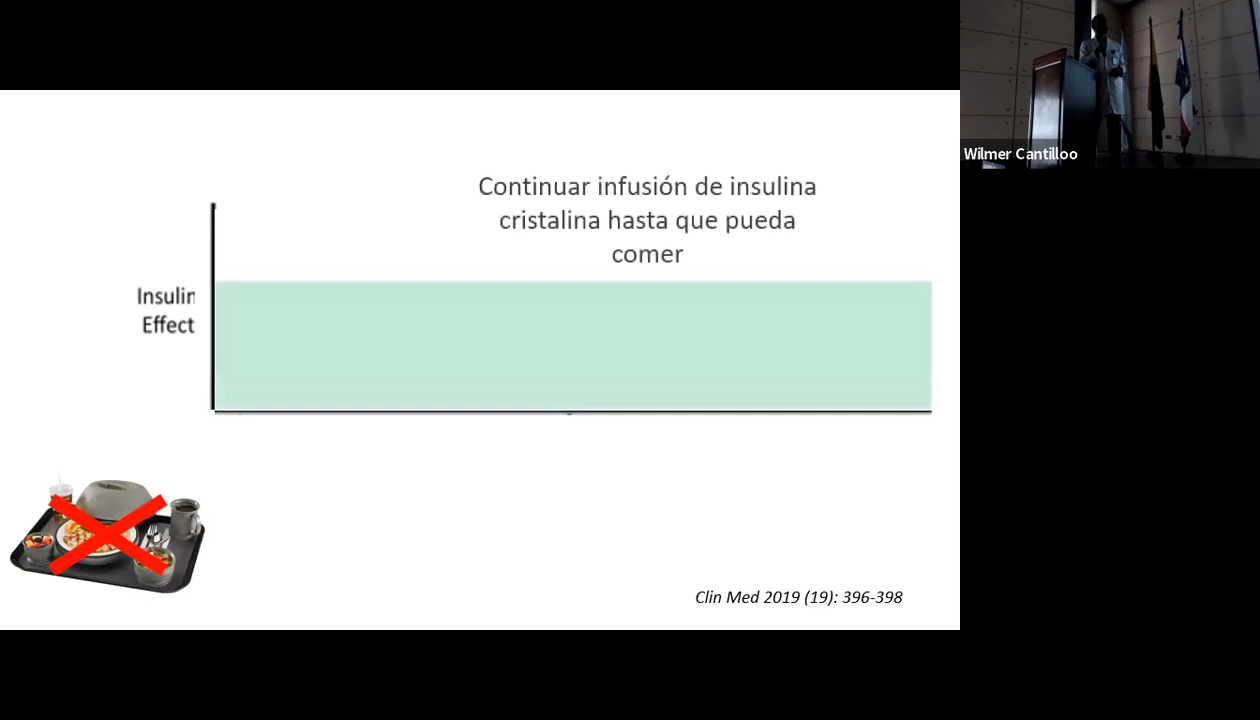 Wilmer Cantilloo
Continuar infusión de insulina
cristalina hasta que pueda
comer
Insulin
Effect
Clin Med 2019 (19): 396-398